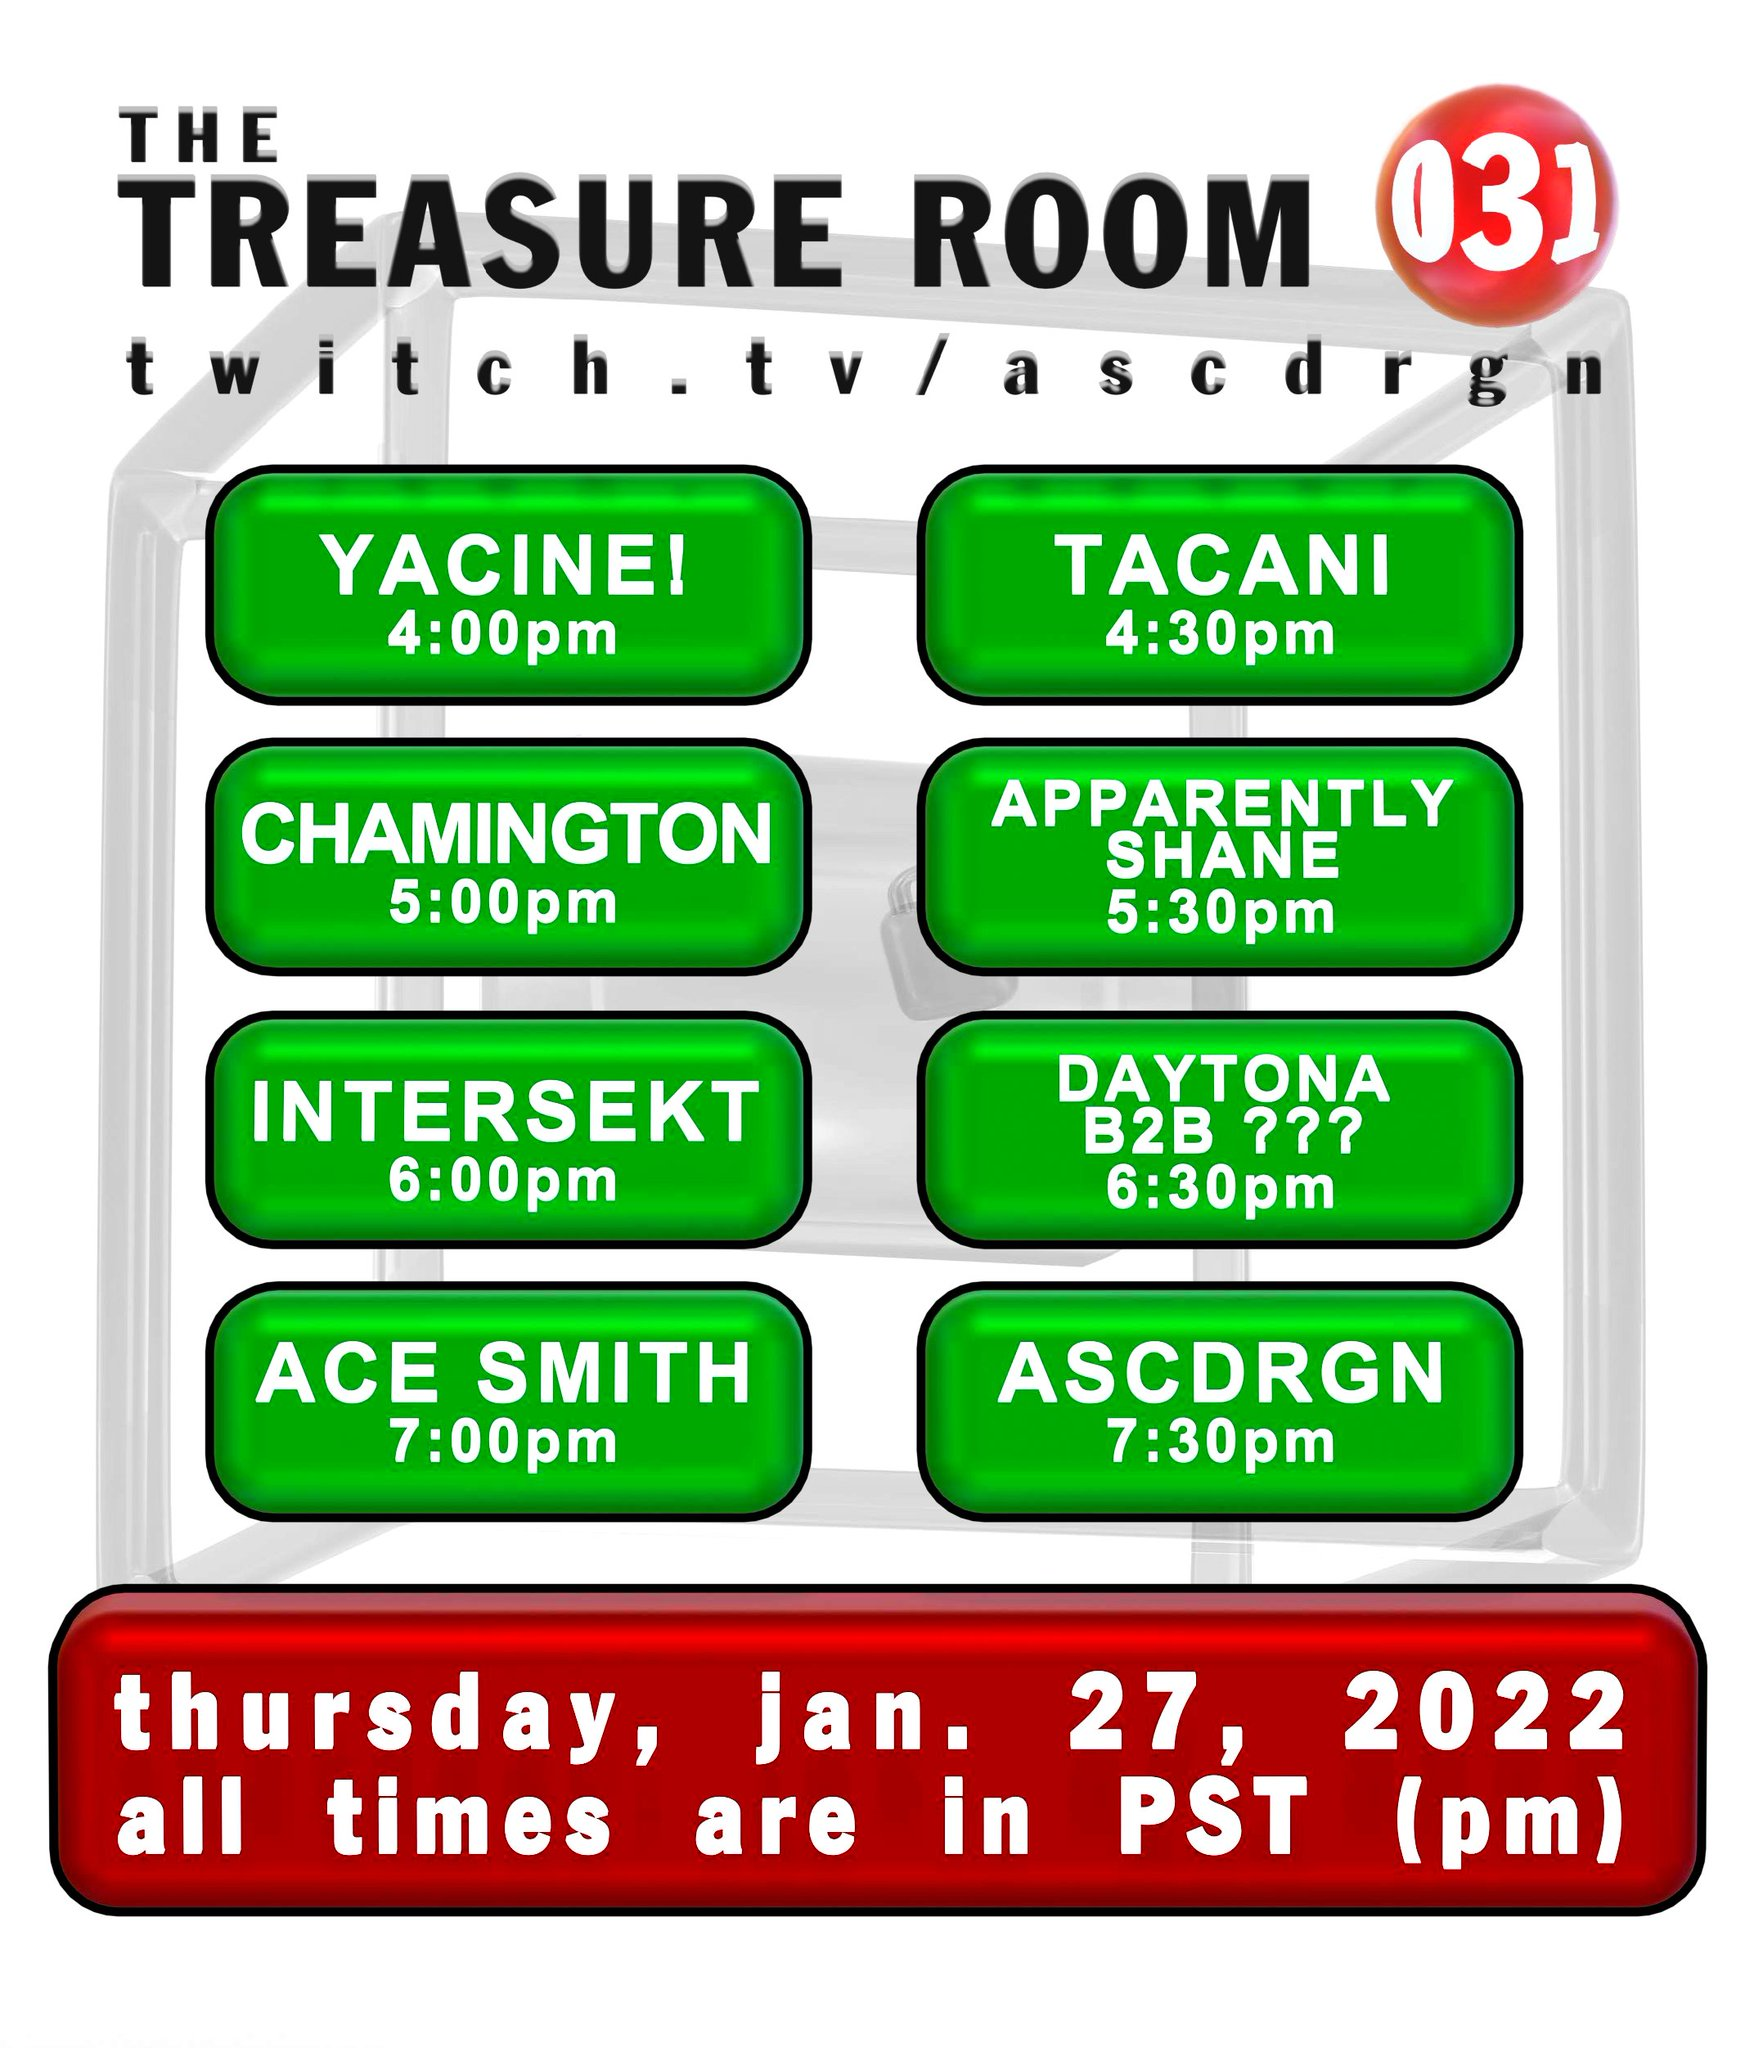 THE
TREASURE ROOM
031
twitch.tv/ascdrgn
YACINE!
4:00pm
TACANI
4:30pm
CHAMINGTON
5:00pm
APPARENTLY
SHANE
5:30pm
INTERSEKT
6:00pm
DAYTONA
B2B ???
6:30pm
ACE SMITH
7:00pm
ASCDRGN
7:30pm
thursday, jan. 27, 2022
all times are in PST (pm)